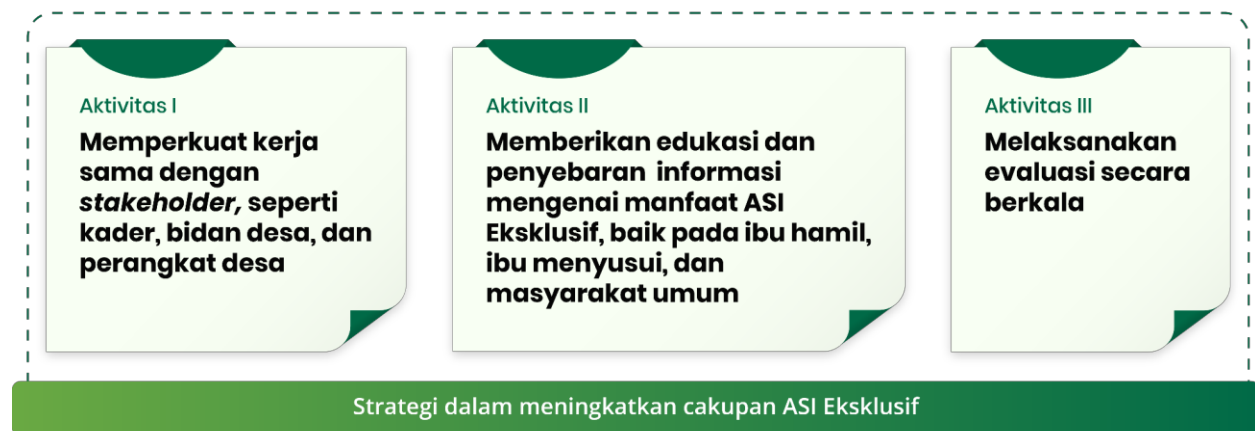 Aktivitas I
Memperkuat kerja
sama dengan
stakeholder, seperti
kader, bidan desa, dan
perangkat desa
Aktivitas II
Memberikan edukasi dan
penyebaran informasi
mengenai manfaat ASI
Eksklusif, baik pada ibu hamil,
ibu menyusui, dan
masyarakat umum
Aktivitas III
Melaksanakan
evaluasi secara
berkala
Strategi dalam meningkatkan cakupan ASI Eksklusif